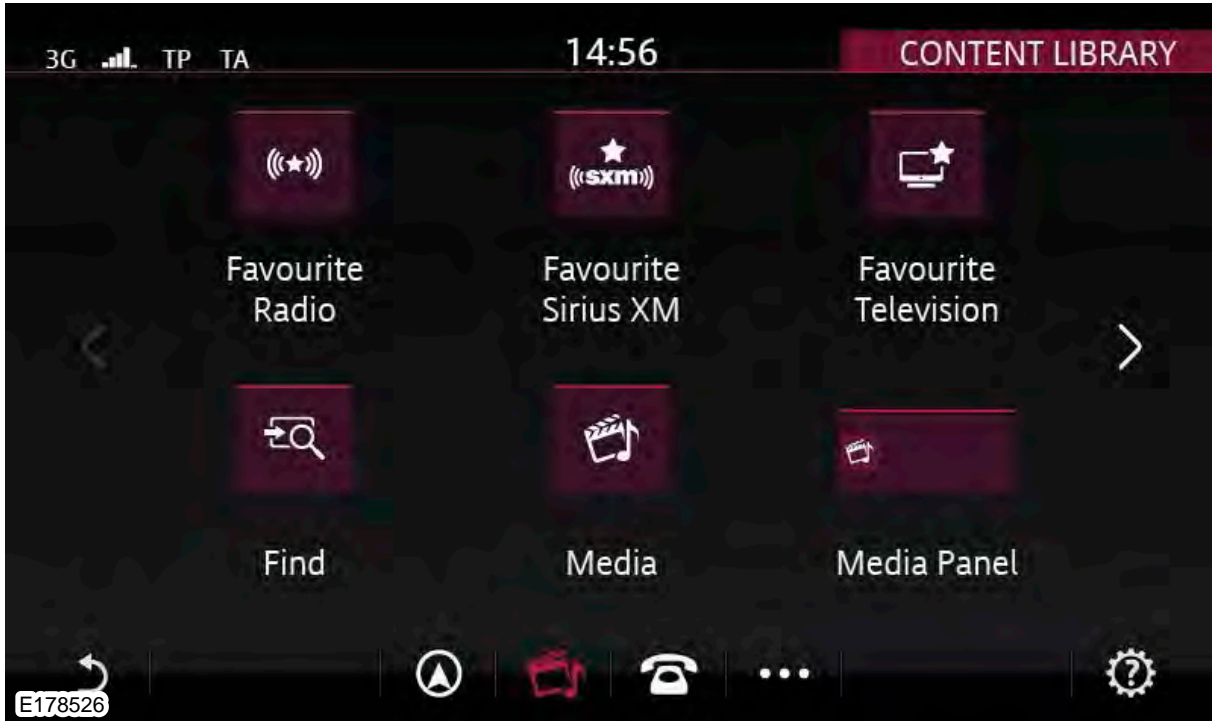 3G TP TA 14:56 CONTENT LIBRARY
sxm
Favourite
Radio
Favourite
Sirius XM
Favourite
Television
Find
Media
Media Panel
?
E178526